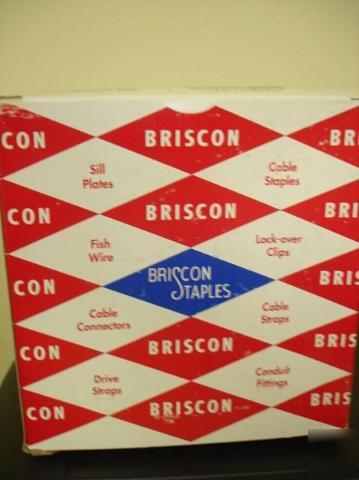 CON BRISCON BR
Sill Plates
Cable Staples
CON BRISCON BRI
Fish Wire
Lock-over Clips
BRISCON STAPLES
CON BRIS
Cable Connectors
Cable Straps
CON BRISCON BRIS
Drive Straps
Conduit Fittings
CON BRISCON BRIS